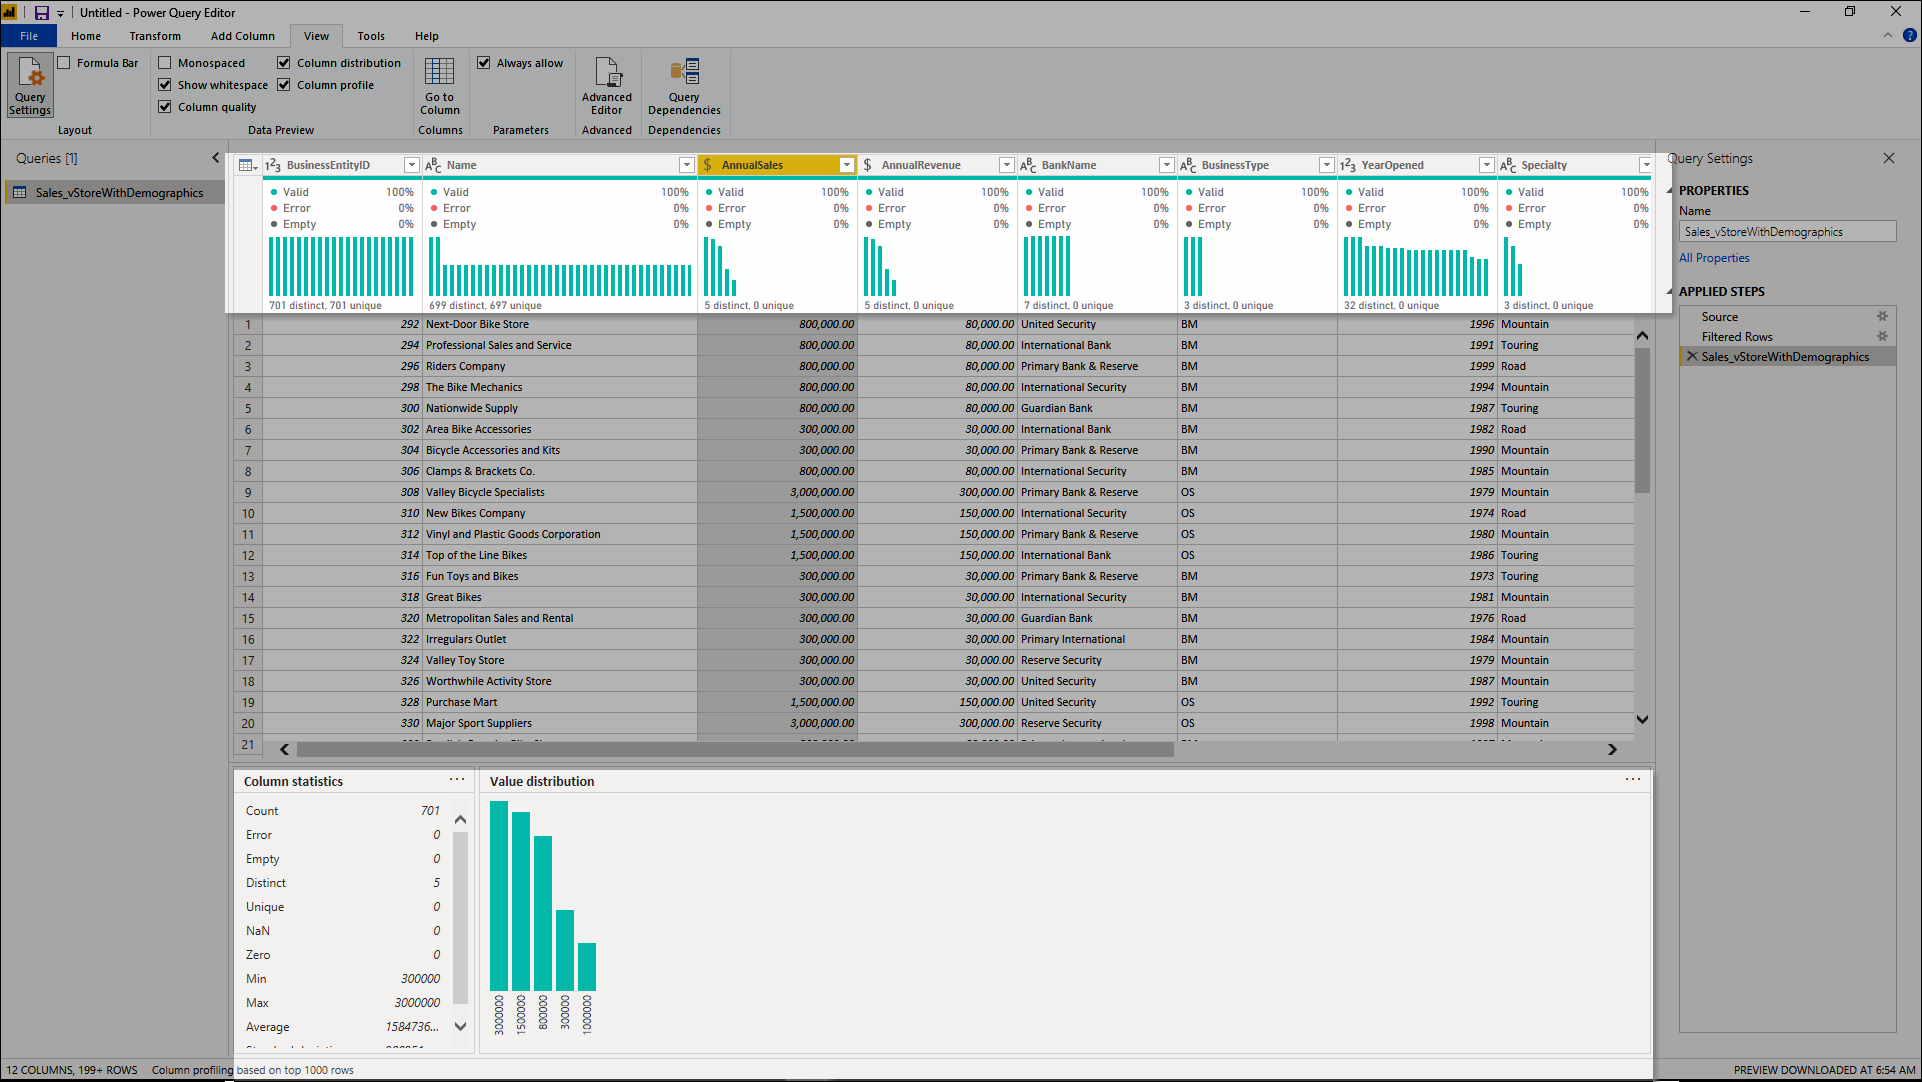 Untitled - Power Query Editor
File Home Transform Add Column View Tools Help
Query Settings
Formula Bar
Layout
Monospaced
Show whitespace
Column quality
Column distribution
Column profile
Data Preview
Go to Column
Columns
Always allow
Parameters
Advanced Editor
Advanced
Query Dependencies
Dependencies
Queries [1]
Sales_vStoreWithDemographics
BusinessEntityID Name AnnualSales AnnualRevenue BankName BusinessType YearOpened Specialty
Valid 100% Valid 100% Valid 100% Valid 100% Valid 100% Valid 100% Valid 100% Valid 100%
Error 0% Error 0% Error 0% Error 0% Error 0% Error 0% Error 0% Error 0%
Empty 0% Empty 0% Empty 0% Empty 0% Empty 0% Empty 0% Empty 0% Empty 0%
701 distinct, 701 unique 699 distinct, 697 unique 5 distinct, 0 unique 5 distinct, 0 unique 7 distinct, 0 unique 3 distinct, 0 unique 32 distinct, 0 unique 3 distinct, 0 unique
1 292 Next-Door Bike Store 800,000.00 80,000.00 United Security BM 1996 Mountain
2 294 Professional Sales and Service 800,000.00 80,000.00 International Bank BM 1991 Touring
3 296 Riders Company 800,000.00 80,000.00 Primary Bank & Reserve BM 1999 Road
4 298 The Bike Mechanics 800,000.00 80,000.00 International Security BM 1994 Mountain
5 300 Nationwide Supply 800,000.00 80,000.00 Guardian Bank BM 1987 Touring
6 302 Area Bike Accessories 300,000.00 30,000.00 International Bank BM 1982 Road
7 304 Bicycle Accessories and Kits 300,000.00 30,000.00 Primary Bank & Reserve BM 1990 Mountain
8 306 Clamps & Brackets Co. 800,000.00 80,000.00 International Security BM 1985 Mountain
9 308 Valley Bicycle Specialists 3,000,000.00 300,000.00 Primary Bank & Reserve OS 1979 Mountain
10 310 New Bikes Company 1,500,000.00 150,000.00 International Security OS 1974 Road
11 312 Vinyl and Plastic Goods Corporation 1,500,000.00 150,000.00 Primary Bank & Reserve OS 1980 Mountain
12 314 Top of the Line Bikes 1,500,000.00 150,000.00 International Bank OS 1986 Touring
13 316 Fun Toys and Bikes 300,000.00 30,000.00 Primary Bank & Reserve BM 1973 Touring
14 318 Great Bikes 300,000.00 30,000.00 International Security BM 1981 Mountain
15 320 Metropolitan Sales and Rental 300,000.00 30,000.00 Guardian Bank BM 1976 Road
16 322 Irregulars Outlet 300,000.00 30,000.00 Primary International BM 1984 Mountain
17 324 Valley Toy Store 300,000.00 30,000.00 Reserve Security BM 1979 Mountain
18 326 Worthwhile Activity Store 300,000.00 30,000.00 United Security BM 1987 Mountain
19 328 Purchase Mart 1,500,000.00 150,000.00 United Security OS 1992 Touring
20 330 Major Sport Suppliers 3,000,000.00 300,000.00 Reserve Security OS 1998 Mountain
21
Column statistics
Count 701
Error 0
Empty 0
Distinct 5
Unique 0
NaN 0
Zero 0
Min 300000
Max 3000000
Average 1584736...
Value distribution
3000000
1500000
800000
300000
1000000
Query Settings
PROPERTIES
Name
Sales_vStoreWithDemographics
All Properties
APPLIED STEPS
Source
Filtered Rows
Sales_vStoreWithDemographics
12 COLUMNS, 199+ ROWS Column profiling based on top 1000 rows PREVIEW DOWNLOADED AT 6:54 AM